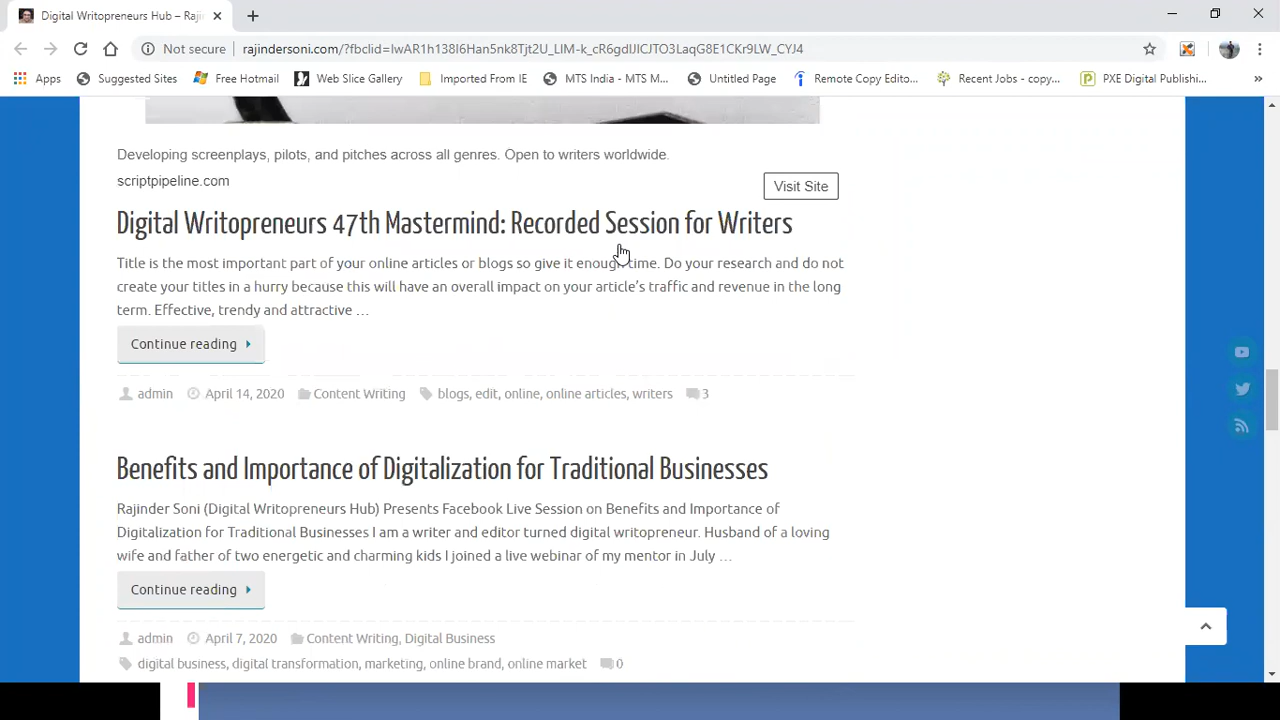 Digital Writopreneurs Hub – Raji
Not secure
rajindersoni.com/?fbclid=
Apps
Suggested Sites
Free Hotmail
Web Slice Gallery
Imported From IE
MTS India - MTS M...
Untitled Page
Remote Copy Edito...
Recent Jobs - copy...
PXE Digital Publishi...
»
Developing screenplays, pilots, and pitches across all genres. Open to writers worldwide.
scriptpipeline.com
Visit Site
Digital Writopreneurs 47th Mastermind: Recorded Session for Writers
Title is the most important part of your online articles or blogs so give it enough time. Do your research and do not
create your titles in a hurry because this will have an overall impact on your article’s traffic and revenue in the long
term. Effective, trendy and attractive …
Continue reading
admin April 14, 2020 Content Writing blogs, edit, online, online articles, writers 3
Benefits and Importance of Digitalization for Traditional Businesses
Rajinder Soni (Digital Writopreneurs Hub) Presents Facebook Live Session on Benefits and Importance of
Digitalization for Traditional Businesses I am a writer and editor turned digital writopreneur. Husband of a loving
wife and father of two energetic and charming kids I joined a live webinar of my mentor in July …
Continue reading
admin April 7, 2020 Content Writing, Digital Business
digital business, digital transformation, marketing, online brand, online market 0